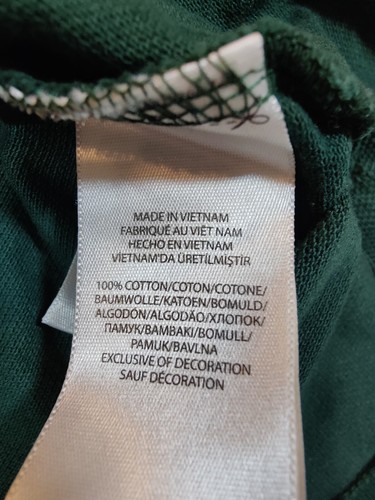 MADE IN VIETNAM
FABRIQUÉ AU VIÊT NAM
HECHO EN VIETNAM
VIETNAM'DA ÜRETİLMİŞTİR
100% COTTON/COTON/COTONE/
BAUMWOLLE/KATOEN/BOMULD/
ALGODÓN/ALGODÃO/ХЛОПОК/
ПАМУК/BAMBAKI/BOMULL/
PAMUK/BAVLNA
EXCLUSIVE OF DECORATION
SAUF DÉCORATION